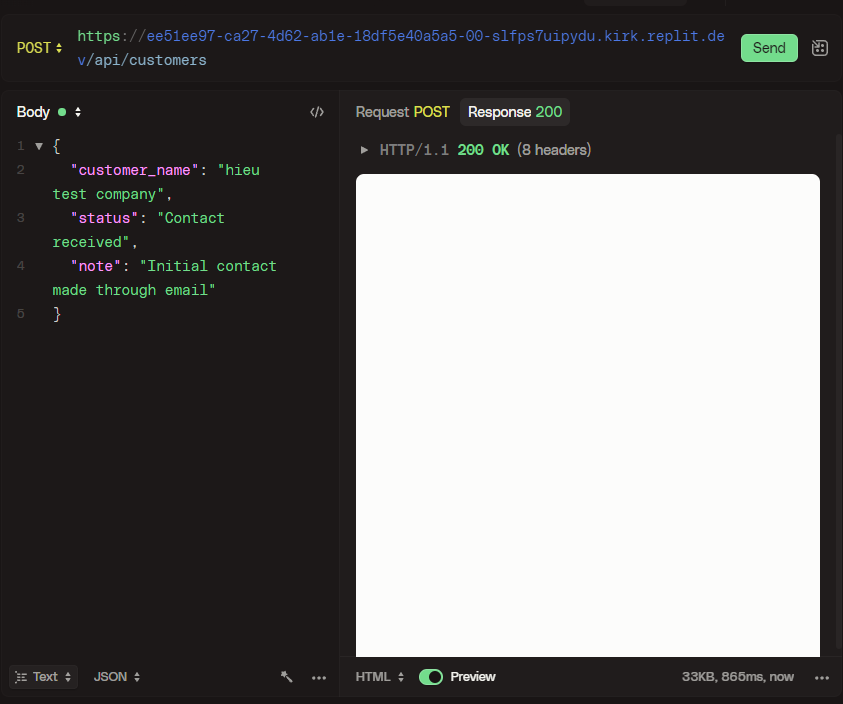 POST
https://ee51ee97-ca27-4d62-ab1e-18df5e40a5a5-00-slfps7uipydu.kirk.replit.de
v/api/customers
Send
Body
Request POST
Response 200
HTTP/1.1 200 OK (8 headers)
1 {
2 "customer_name": "hieu
test company",
3 "status": "Contact
received",
4 "note": "Initial contact
made through email"
5 }
Text
JSON
HTML
Preview
33KB, 865ms, now